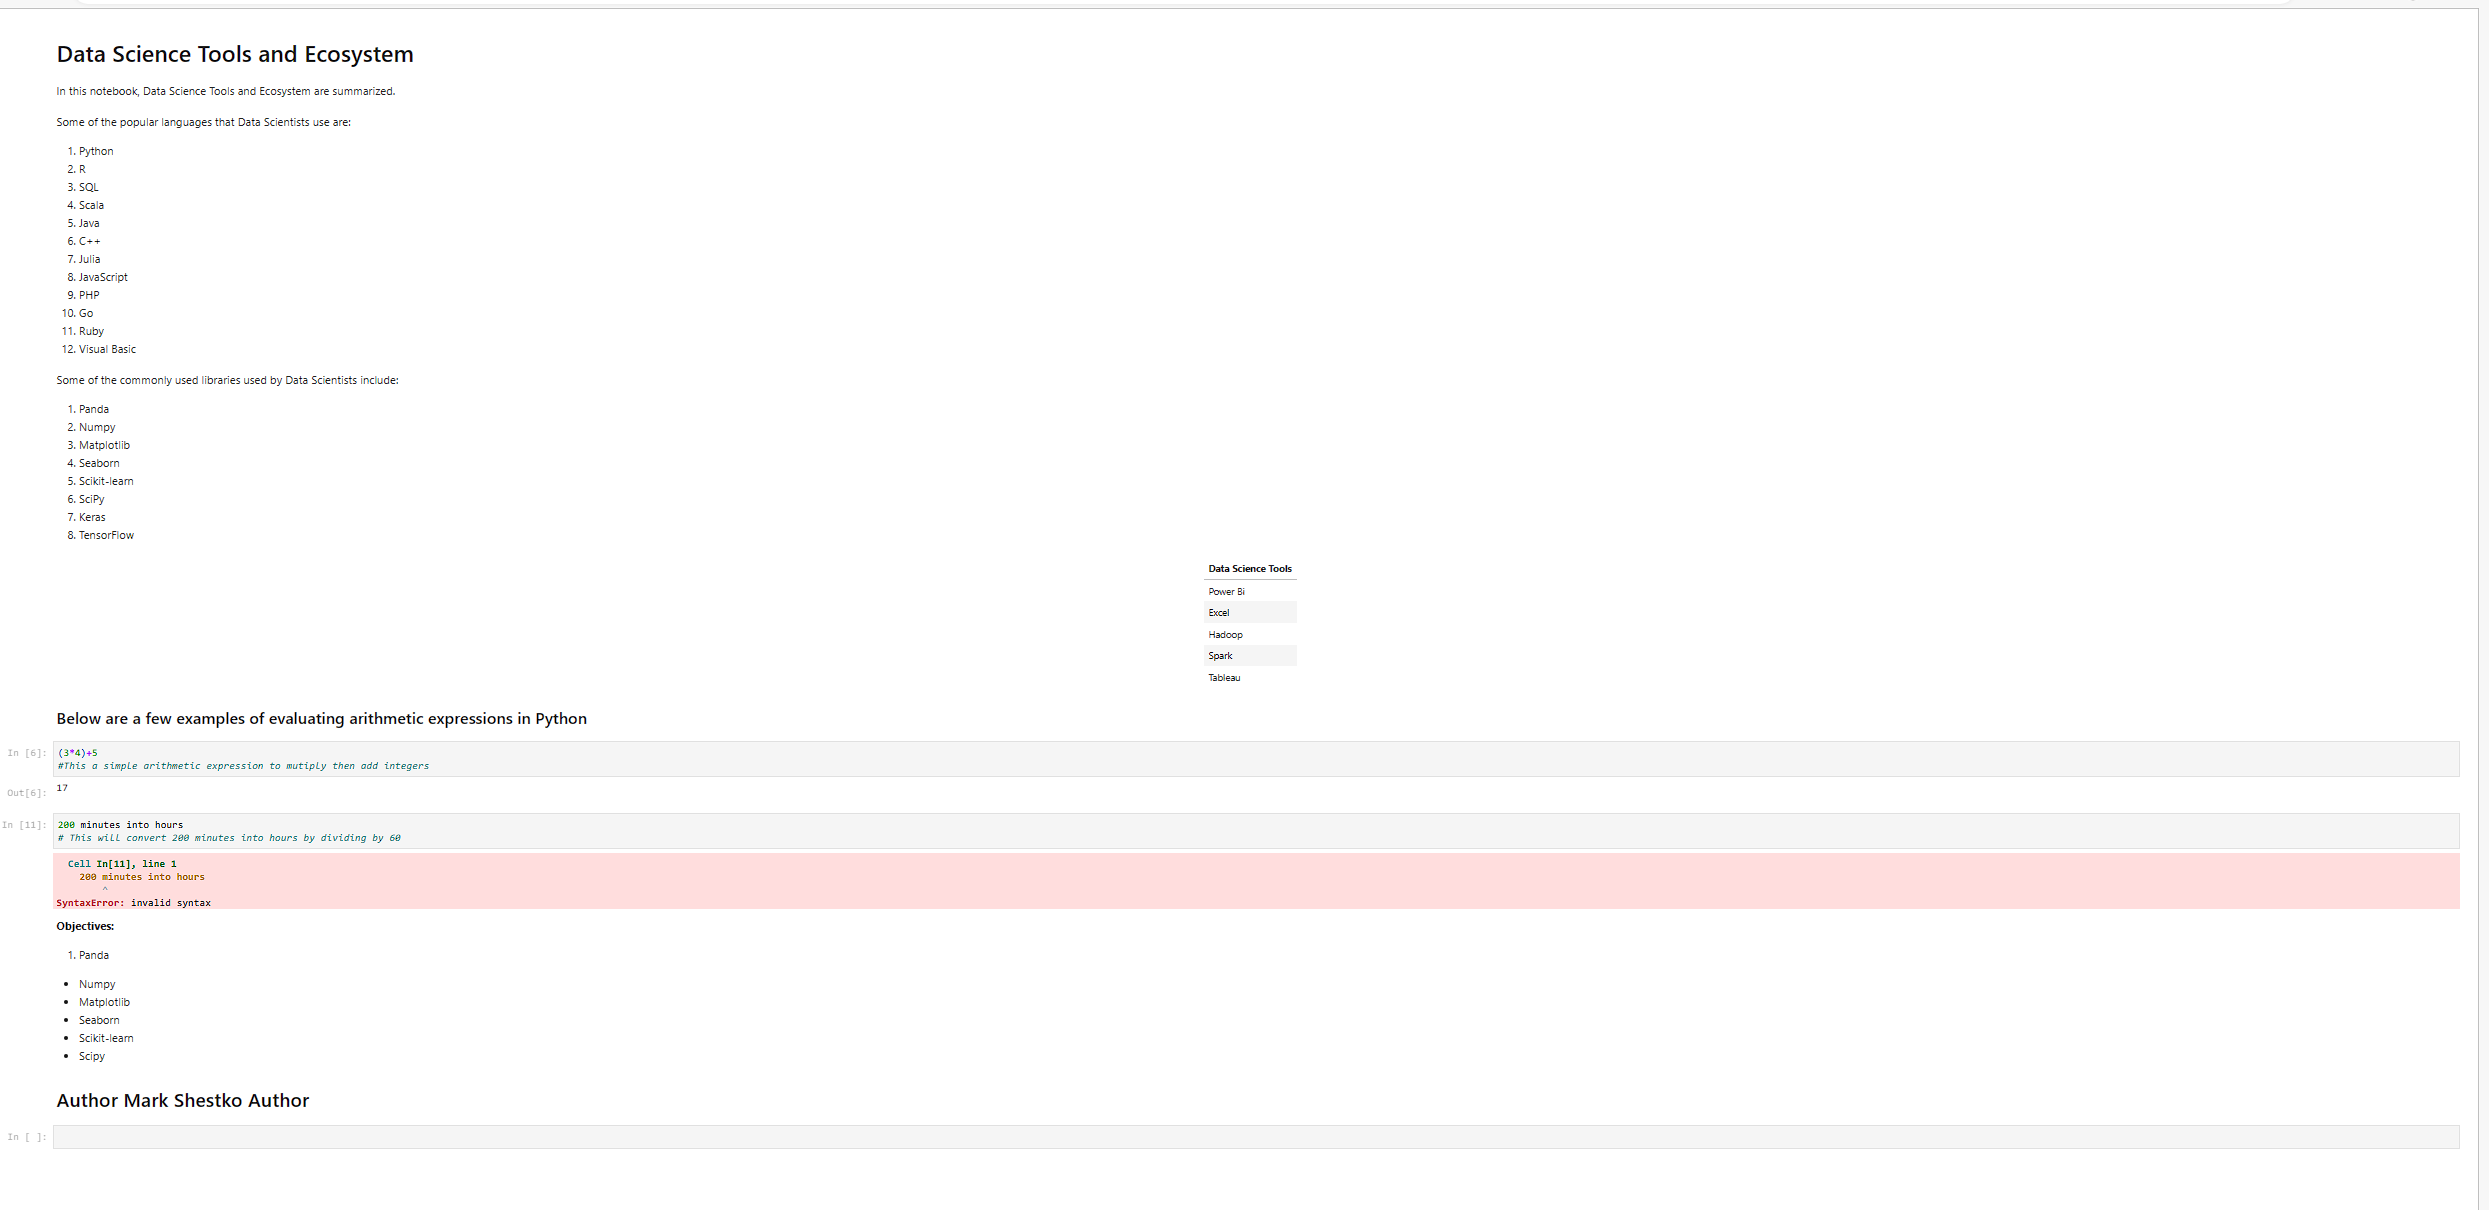 Data Science Tools and Ecosystem
In this notebook, Data Science Tools and Ecosystem are summarized.
Some of the popular languages that Data Scientists use are:
1. Python
2. R
3. SQL
4. Scala
5. Java
6. C++
7. Julia
8. JavaScript
9. PHP
10. Go
11. Ruby
12. Visual Basic
Some of the commonly used libraries used by Data Scientists include:
1. Panda
2. Numpy
3. Matplotlib
4. Seaborn
5. Scikit-learn
6. SciPy
7. Keras
8. TensorFlow
Data Science Tools
Power Bi
Excel
Hadoop
Spark
Tableau
Below are a few examples of evaluating arithmetic expressions in Python
In [6]: (3*4)+5
#This a simple arithmetic expression to mutiply then add integers
Out[6]: 17
In [11]: 200 minutes into hours
# This will convert 200 minutes into hours by dividing by 60
Cell In[11], line 1
200 minutes into hours
^
SyntaxError: invalid syntax
Objectives:
1. Panda
• Numpy
• Matplotlib
• Seaborn
• Scikit-learn
• Scipy
Author Mark Shestko Author
In [ ]: